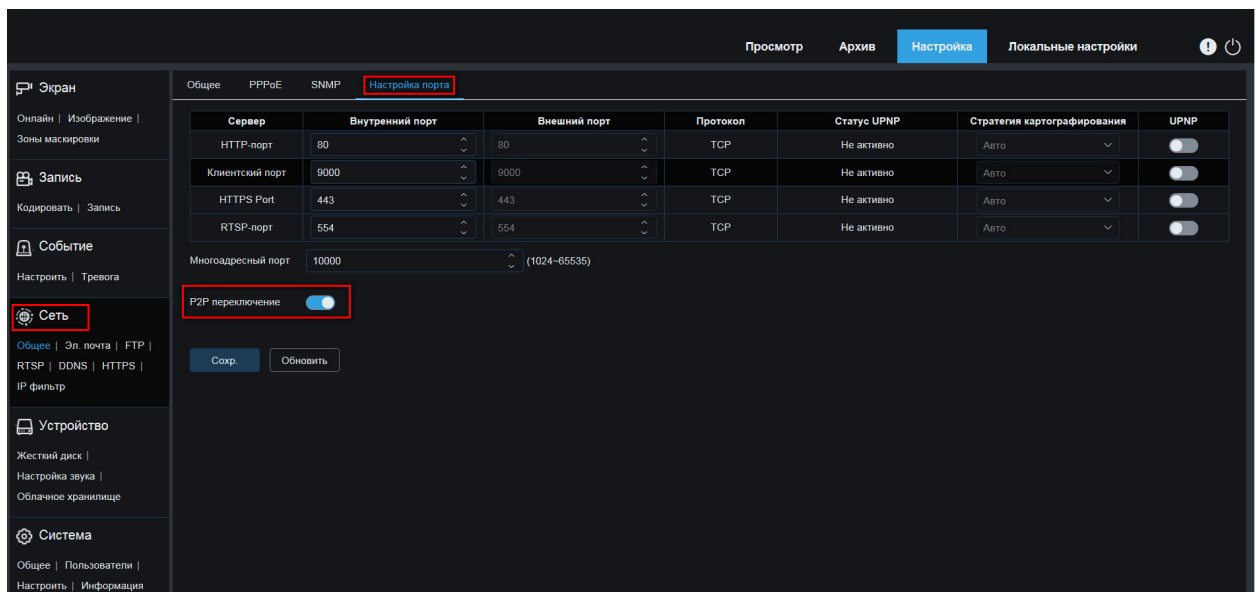 Просмотр Архив Настройка Локальные настройки
Экран
Онлайн | Изображение |
Зоны маскировки
Запись
Кодировать | Запись
Событие
Настроить | Тревога
Сеть
Общее | Эл. почта | FTP |
RTSP | DDNS | HTTPS |
IP фильтр
Устройство
Жесткий диск |
Настройка звука |
Облачное хранилище
Система
Общее | Пользователи |
Настроить | Информация
Общее PPPoE SNMP Настройка порта
Сервер Внутренний порт Внешний порт Протокол Статус UPNP Стратегия картографирования UPNP
HTTP-порт 80 80 TCP Не активно Авто
Клиентский порт 9000 9000 TCP Не активно Авто
HTTPS Port 443 443 TCP Не активно Авто
RTSP-порт 554 554 TCP Не активно Авто
Многоадресный порт 10000 (1024~65535)
P2P переключение
Сохр. Обновить